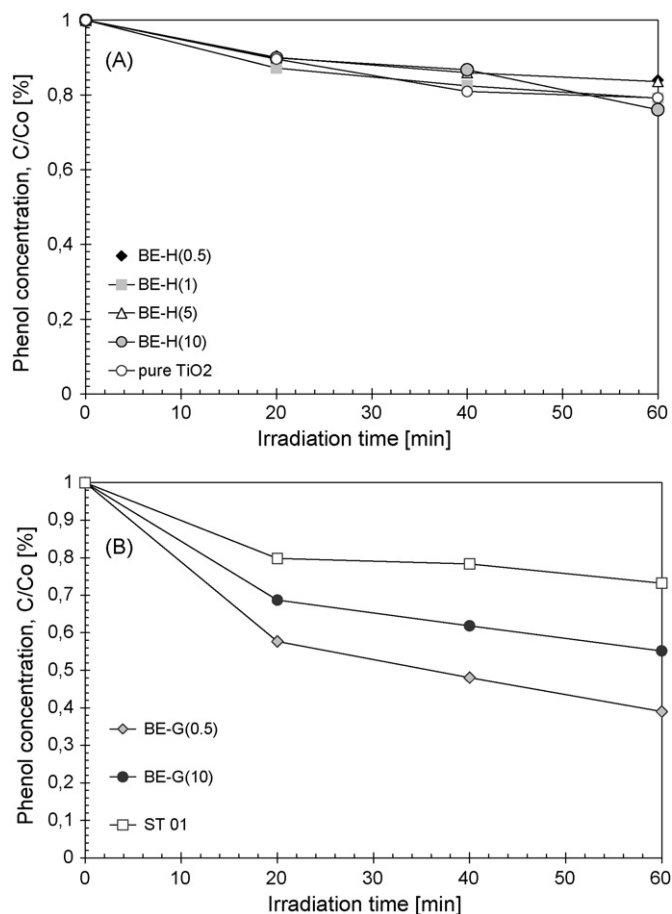 (A)
Phenol concentration, C/Co [%]
1
0,8
0,6
0,4
0,2
0
BE-H(0.5)
BE-H(1)
BE-H(5)
BE-H(10)
pure TiO2
0 10 20 30 40 50 60
Irradiation time [min]
(B)
Phenol concentration, C/Co [%]
1
0,9
0,8
0,7
0,6
0,5
0,4
0,3
0,2
0,1
0
BE-G(0.5)
BE-G(10)
ST 01
0 10 20 30 40 50 60
Irradiation time [min]